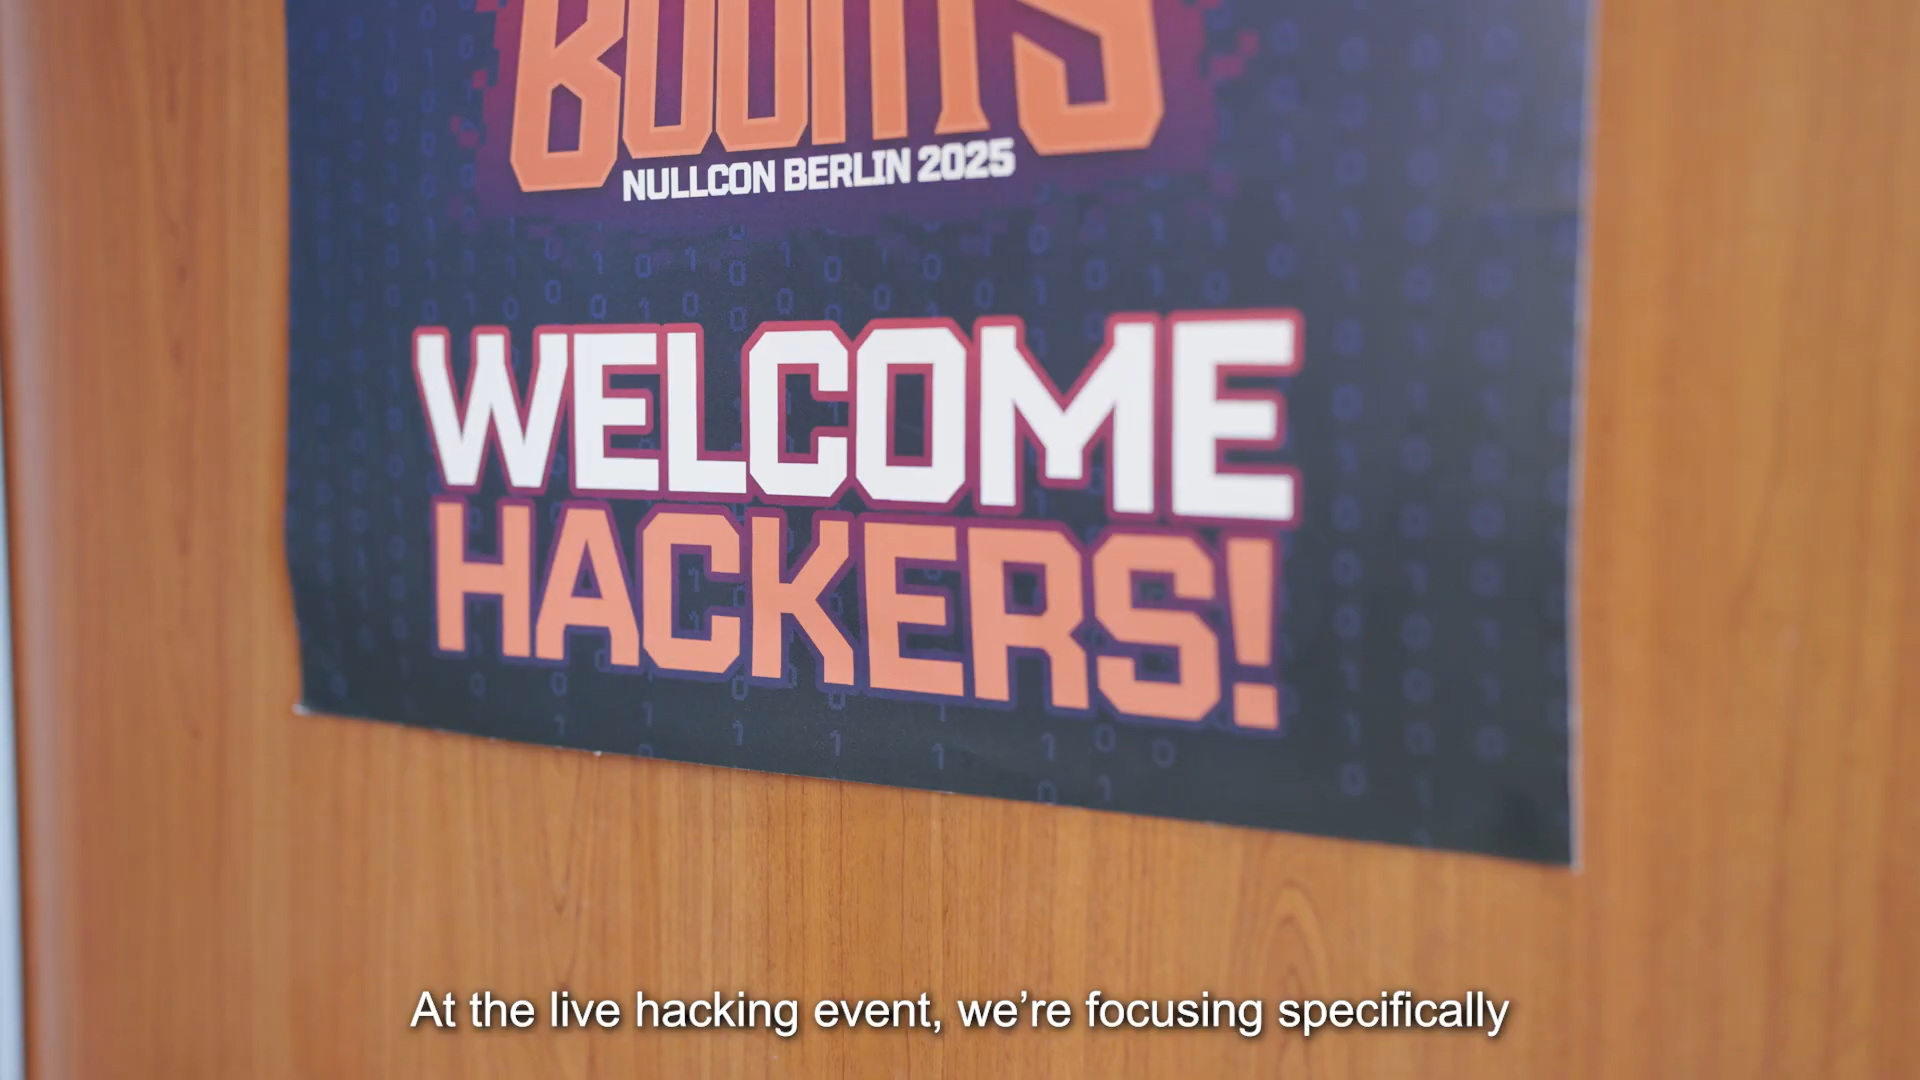 NULLCON BERLIN 2025
WELCOME
HACKERS!
At the live hacking event, we’re focusing specifically